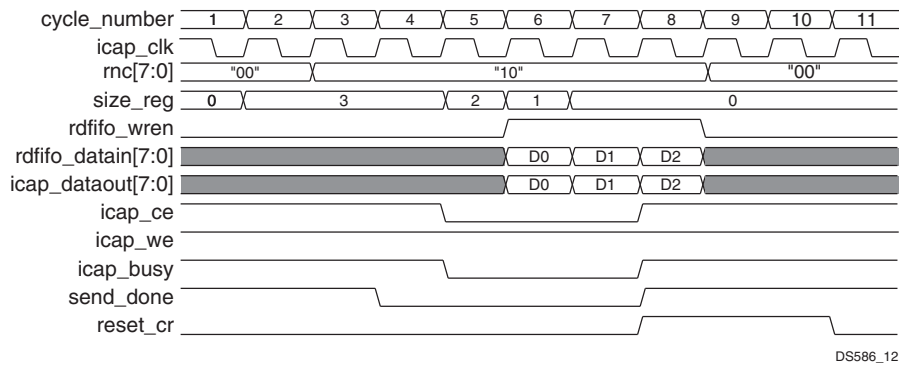 cycle_number 1 2 3 4 5 6 7 8 9 10 11
icap_clk
rnc[7:0] "00" "10" "00"
size_reg 0 3 2 1 0
rdfifo_wren
rdfifo_datain[7:0] D0 D1 D2
icap_dataout[7:0] D0 D1 D2
icap_ce
icap_we
icap_busy
send_done
reset_cr
DS586_12